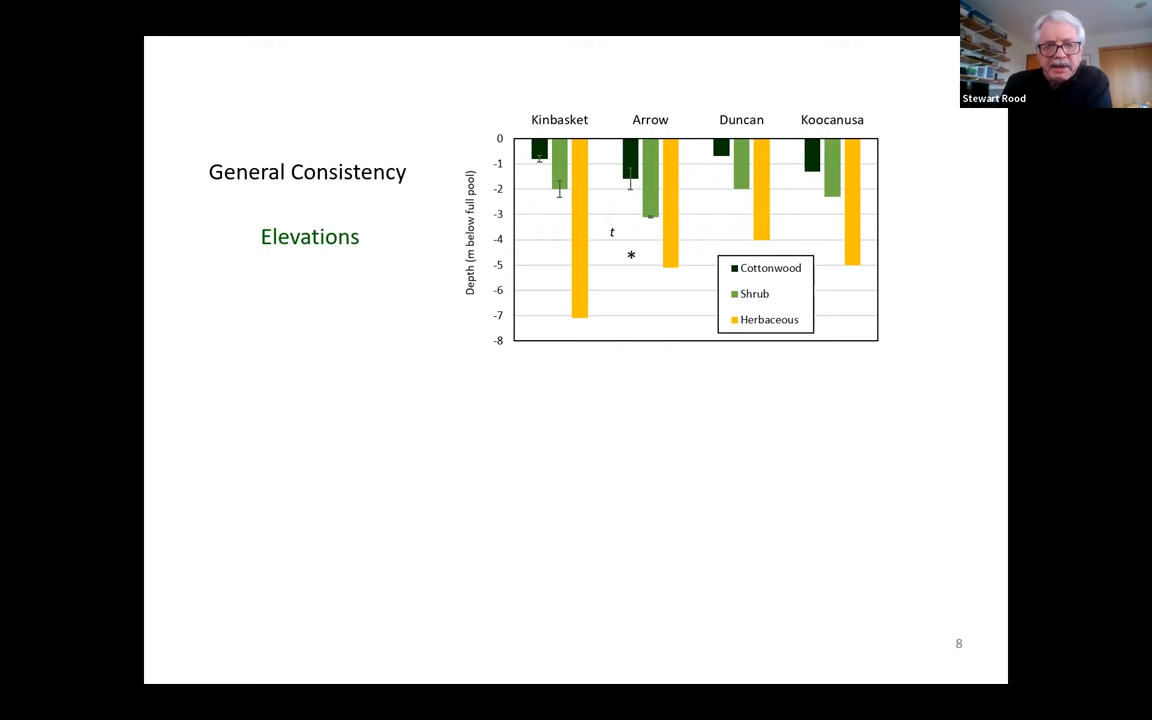 Stewart Rood
General Consistency
Elevations
Kinbasket Arrow Duncan Koocanusa
Depth (m below full pool)
0
-1
-2
-3
-4
-5
-6
-7
-8
t
*
Cottonwood
Shrub
Herbaceous
8